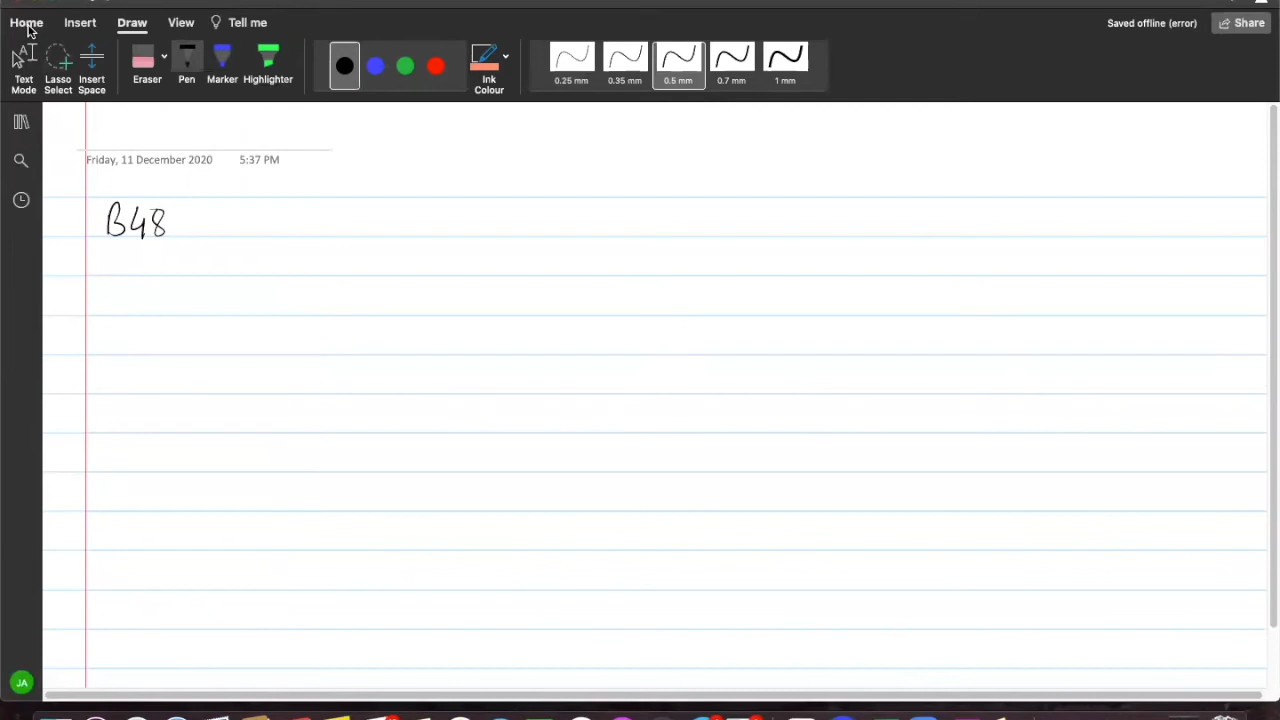 Home Insert Draw View Tell me Saved offline (error) Share
Text Mode Lasso Select Insert Space Eraser Pen Marker Highlighter Ink Colour 0.25 mm 0.35 mm 0.5 mm 0.7 mm 1 mm
Friday, 11 December 2020 5:37 PM
B48
JA